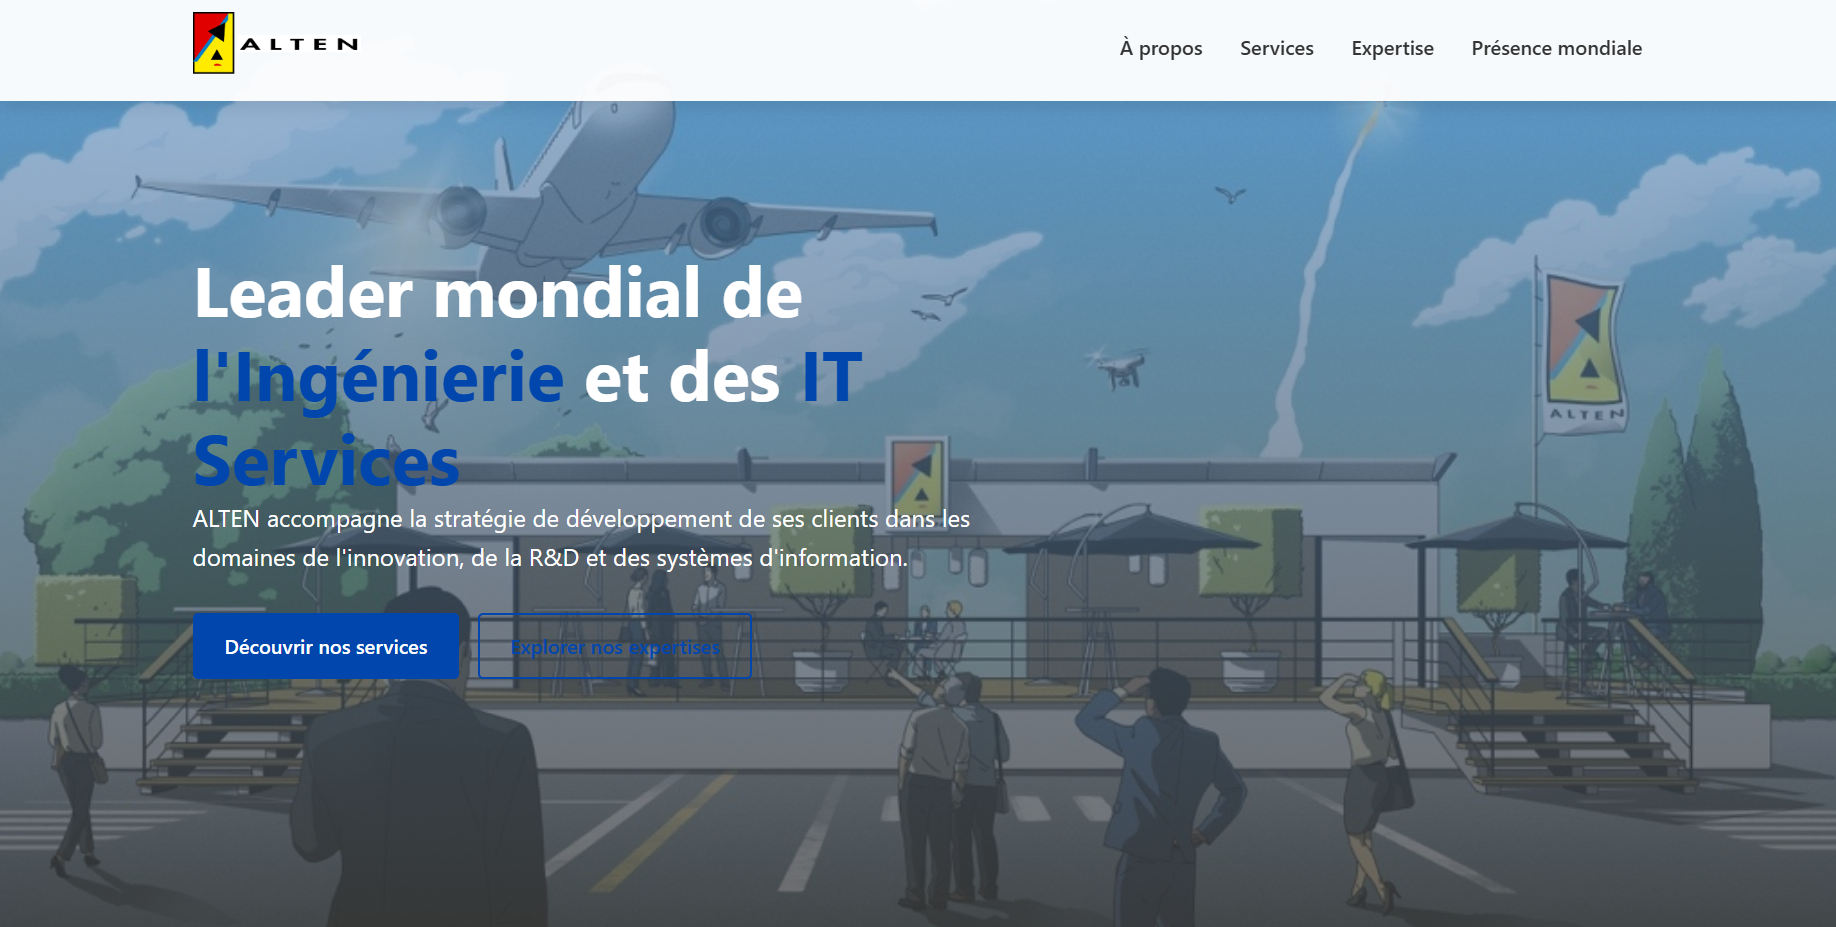 ALTEN
À propos Services Expertise Présence mondiale
Leader mondial de
l'Ingénierie et des IT
Services
ALTEN accompagne la stratégie de développement de ses clients dans les
domaines de l'innovation, de la R&D et des systèmes d'information.
Découvrir nos services
Explorer nos expertises
ALTEN